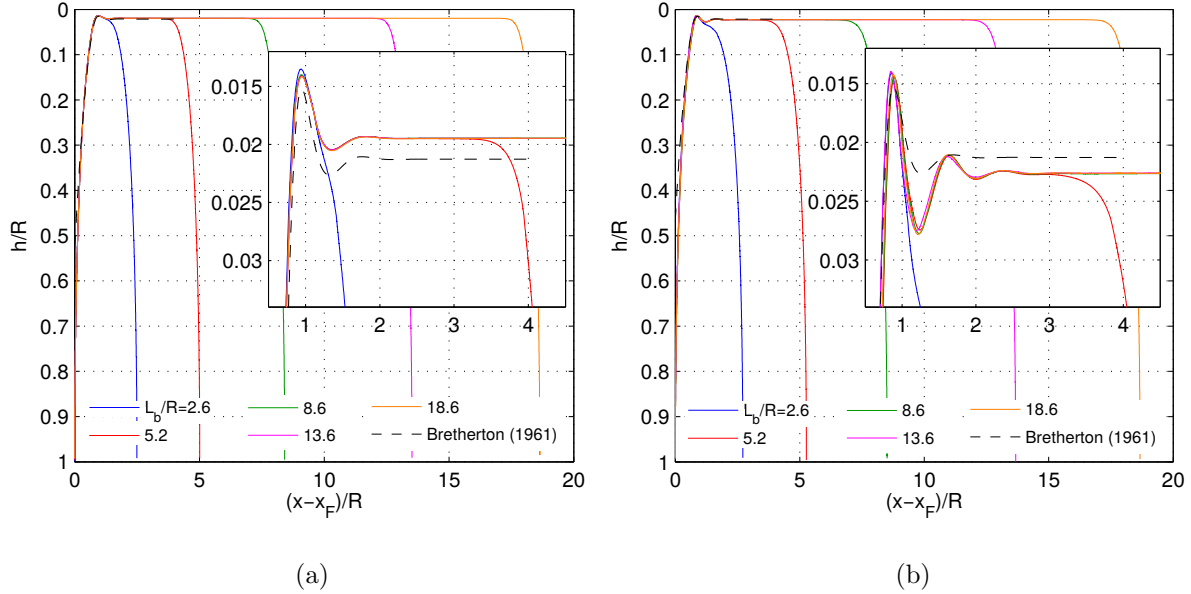 0
0.1
0.2
0.3
0.4
0.5
0.6
0.7
0.8
0.9
1
h/R
0 5 10 15 20
(x−x_F)/R
0.015
0.02
0.025
0.03
1 2 3 4
L_b/R=2.6
5.2
8.6
13.6
18.6
Bretherton (1961)
(a)
0
0.1
0.2
0.3
0.4
0.5
0.6
0.7
0.8
0.9
1
h/R
0 5 10 15 20
(x−x_F)/R
0.015
0.02
0.025
0.03
1 2 3 4
L_b/R=2.6
5.2
8.6
13.6
18.6
Bretherton (1961)
(b)